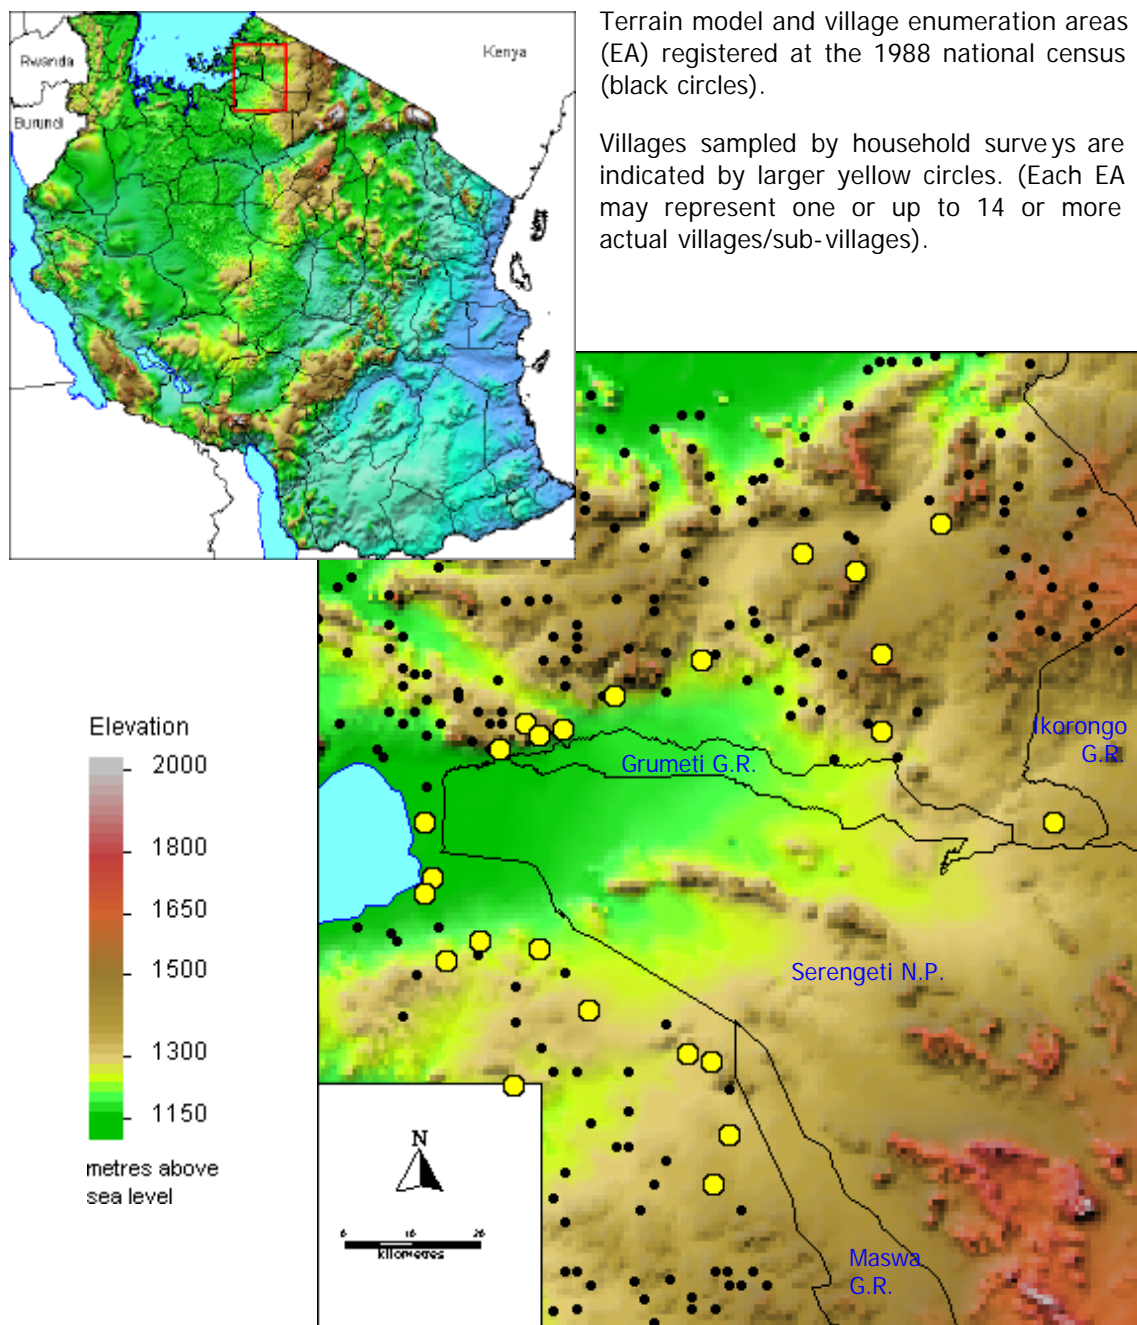 Terrain model and village enumeration areas
(EA) registered at the 1988 national census
(black circles).
Villages sampled by household surveys are
indicated by larger yellow circles. (Each EA
may represent one or up to 14 or more
actual villages/sub-villages).
Rwanda
Burundi
Kenya
Ikorongo
G.R.
Grumeti G.R.
Serengeti N.P.
Maswa
G.R.
Elevation
2000
1800
1650
1500
1300
1150
metres above
sea level
N
0 10 20
kilometres